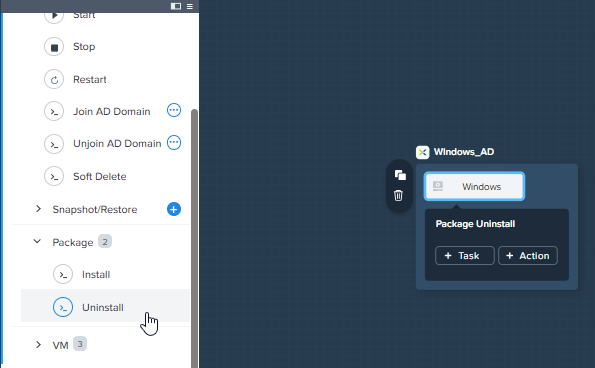 Start
Stop
Restart
Join AD Domain
Unjoin AD Domain
Soft Delete
Snapshot/Restore
Package 2
Install
Uninstall
VM 3
Windows_AD
Windows
Package Uninstall
+ Task
+ Action